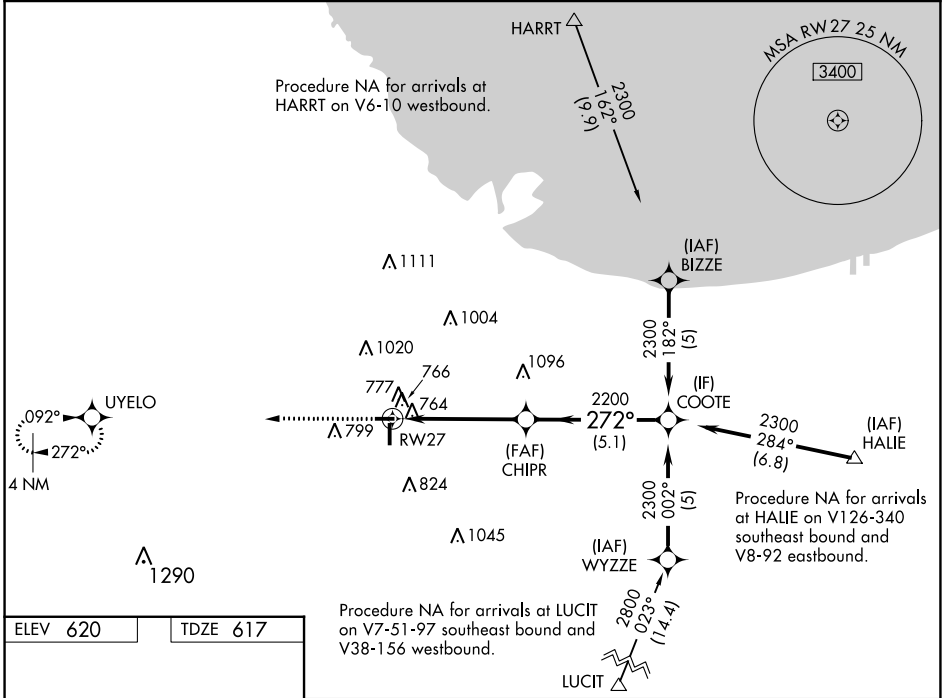 HARRT
MSA RW27 25 NM
3400
Procedure NA for arrivals at
HARRT on V6-10 westbound.
2300
162°
(9.9)
(IAF)
BIZZE
1111
1004
1020
1096
2300
182°
(5)
777
766
764
799
RW27
UYELO
092°
272°
4 NM
(FAF)
CHIPR
2200
272°
(5.1)
(IF)
COOTE
2300
284°
(6.8)
(IAF)
HALIE
824
1045
2300
002°
(5)
Procedure NA for arrivals
at HALIE on V126-340
southeast bound and
V8-92 eastbound.
(IAF)
WYZZE
1290
Procedure NA for arrivals at LUCIT
on V7-51-97 southeast bound and
V38-156 westbound.
2800
023°
(14.4)
LUCIT
ELEV 620
TDZE 617